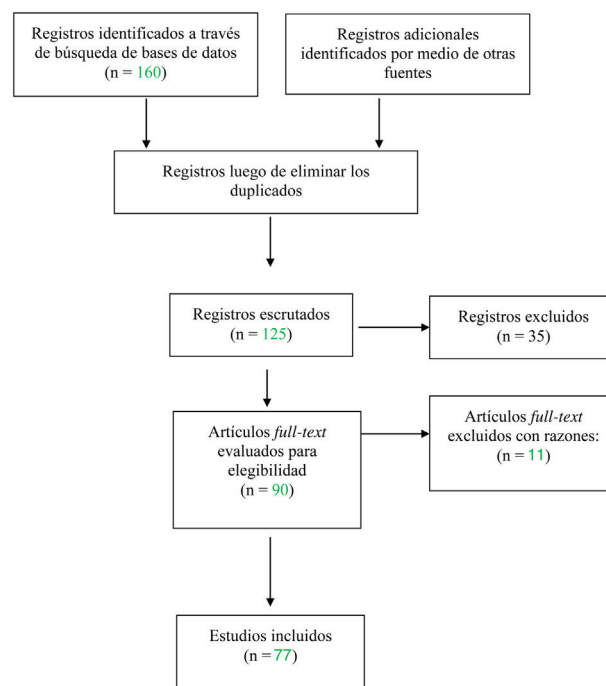 Registros identificados a través
de búsqueda de bases de datos
(n = 160)
Registros adicionales
identificados por medio de otras
fuentes
Registros luego de eliminar los
duplicados
Registros escrutados
(n = 125)
Registros excluidos
(n = 35)
Artículos full-text
evaluados para
elegibilidad
(n = 90)
Artículos full-text
excluidos con razones:
(n = 11)
Estudios incluidos
(n = 77)